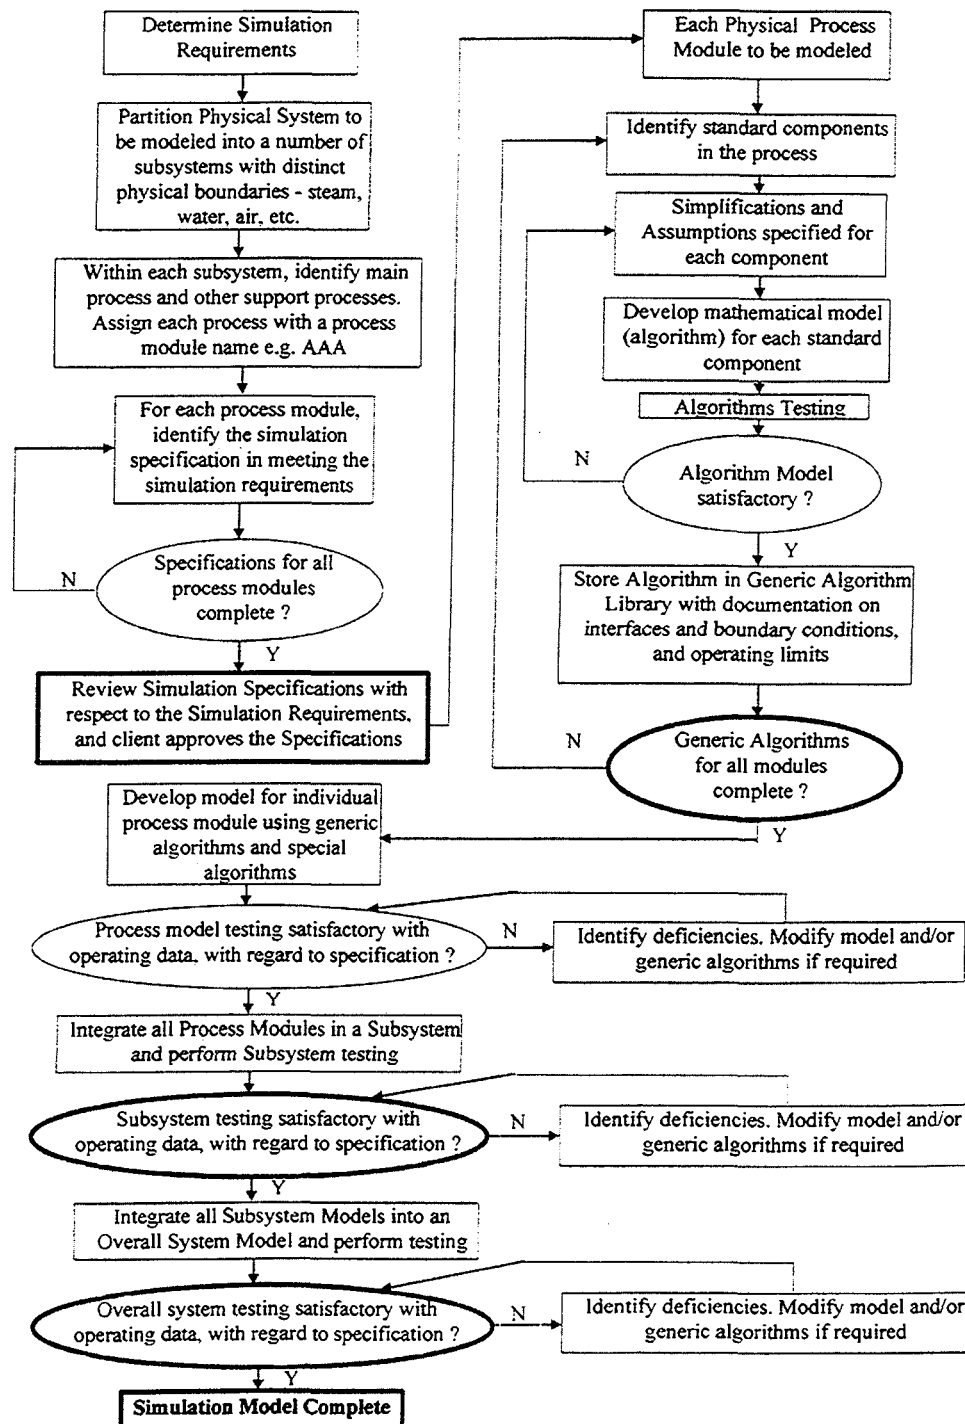 Determine Simulation
Requirements
Partition Physical System to
be modeled into a number of
subsystems with distinct
physical boundaries - steam,
water, air, etc.
Within each subsystem, identify main
process and other support processes.
Assign each process with a process
module name e.g. AAA
For each process module,
identify the simulation
specification in meeting the
simulation requirements
N
Specifications for all
process modules
complete ?
Y
Review Simulation Specifications with
respect to the Simulation Requirements,
and client approves the Specifications
Each Physical Process
Module to be modeled
Identify standard components
in the process
Simplifications and
Assumptions specified for
each component
Develop mathematical model
(algorithm) for each standard
component
Algorithms Testing
N
Algorithm Model
satisfactory ?
Y
Store Algorithm in Generic Algorithm
Library with documentation on
interfaces and boundary conditions,
and operating limits
N
Generic Algorithms
for all modules
complete ?
Y
Develop model for individual
process module using generic
algorithms and special
algorithms
Process model testing satisfactory with
operating data, with regard to specification ?
N
Identify deficiencies. Modify model and/or
generic algorithms if required
Y
Integrate all Process Modules in a Subsystem
and perform Subsystem testing
Subsystem testing satisfactory with
operating data, with regard to specification ?
N
Identify deficiencies. Modify model and/or
generic algorithms if required
Y
Integrate all Subsystem Models into an
Overall System Model and perform testing
Overall system testing satisfactory with
operating data, with regard to specification ?
N
Identify deficiencies. Modify model and/or
generic algorithms if required
Y
Simulation Model Complete